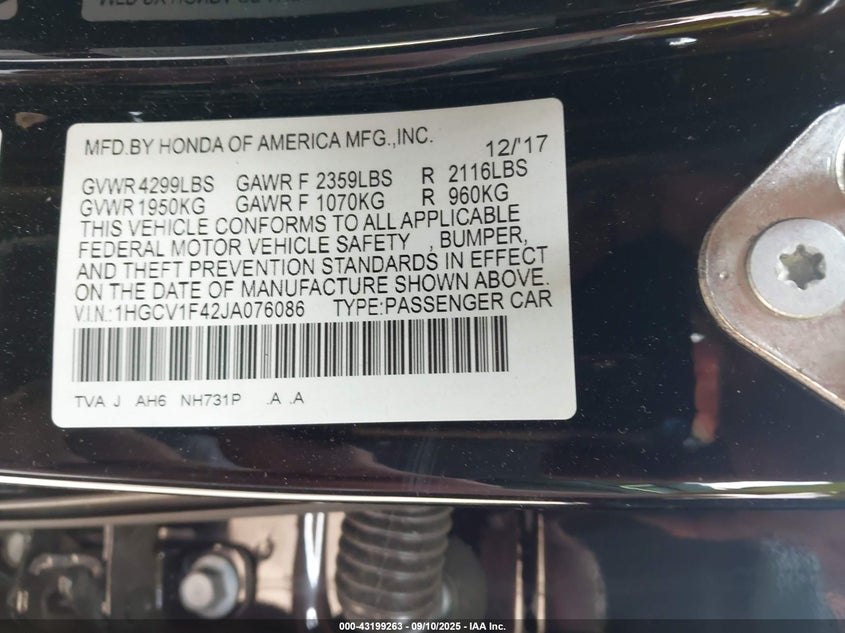 MFD.BY HONDA OF AMERICA MFG.,INC. 12/'17
GVWR 4299LBS GAWR F 2359LBS R 2116LBS
GVWR 1950KG GAWR F 1070KG R 960KG
THIS VEHICLE CONFORMS TO ALL APPLICABLE
FEDERAL MOTOR VEHICLE SAFETY , BUMPER,
AND THEFT PREVENTION STANDARDS IN EFFECT
ON THE DATE OF MANUFACTURE SHOWN ABOVE.
V.I.N.:1HGCV1F42JA076086 TYPE:PASSENGER CAR
TVA J AH6 NH731P .A .A
000-43199263 - 09/10/2025 - IAA Inc.